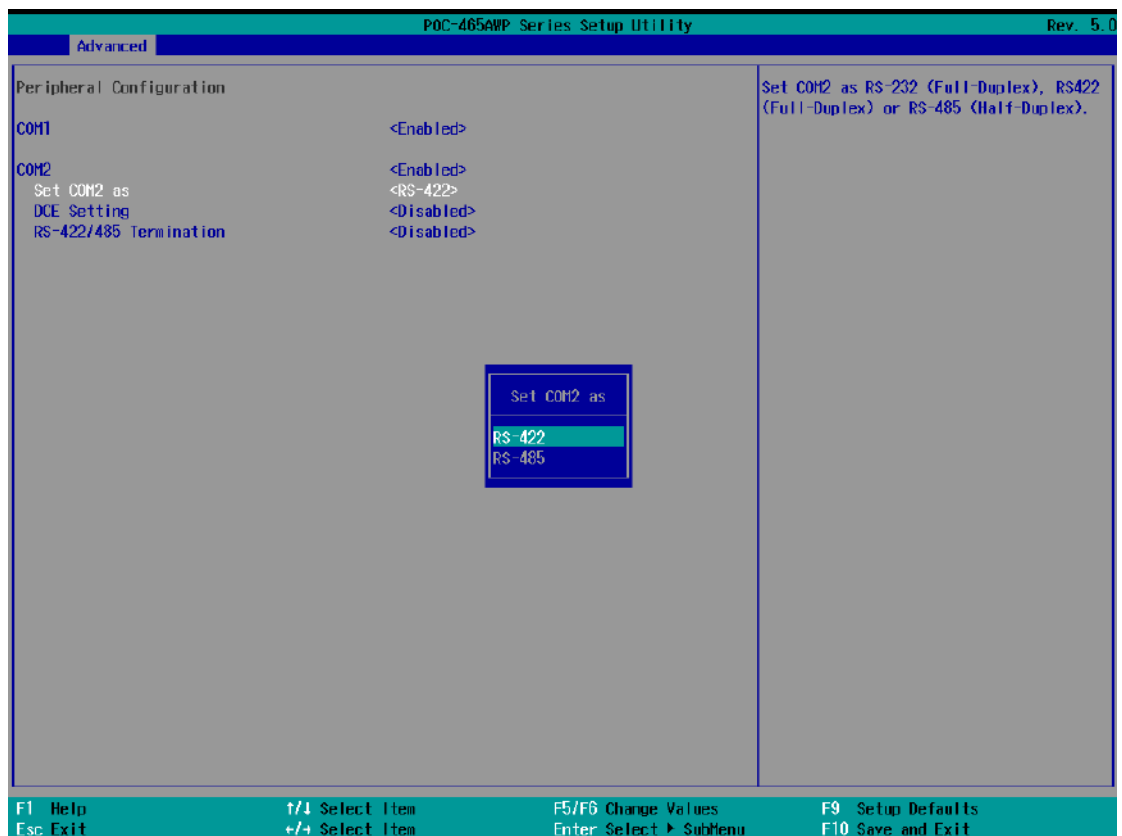 POC-465AWP Series Setup Utility Rev. 5.0
Advanced
Peripheral Configuration
COM1 <Enabled>
COM2 <Enabled>
Set COM2 as <RS-422>
DCE Setting <Disabled>
RS-422/485 Termination <Disabled>
Set COM2 as RS-232 (Full-Duplex), RS422
(Full-Duplex) or RS-485 (Half-Duplex).
Set COM2 as
RS-422
RS-485
F1 Help ↑/↓ Select Item F5/F6 Change Values F9 Setup Defaults
Esc Exit ←/→ Select Item Enter Select ▶ SubMenu F10 Save and Exit